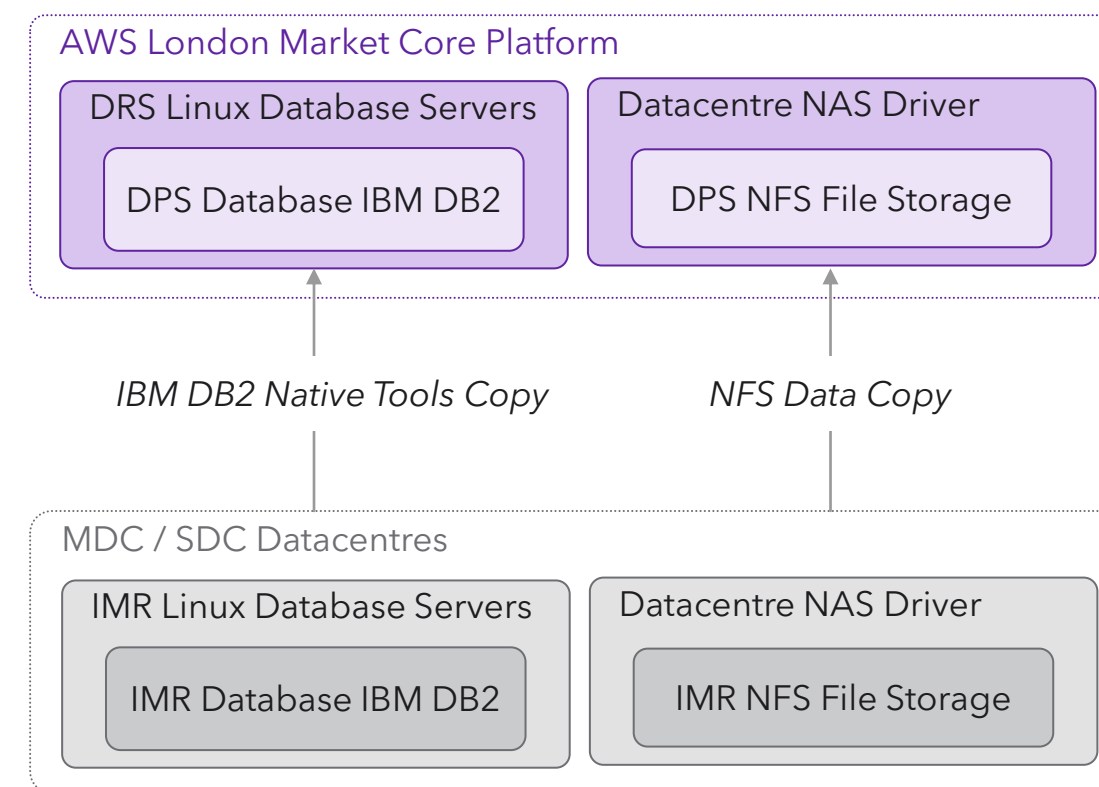 AWS London Market Core Platform
DRS Linux Database Servers
DPS Database IBM DB2
Datacentre NAS Driver
DPS NFS File Storage
IBM DB2 Native Tools Copy
NFS Data Copy
MDC / SDC Datacentres
IMR Linux Database Servers
IMR Database IBM DB2
Datacentre NAS Driver
IMR NFS File Storage